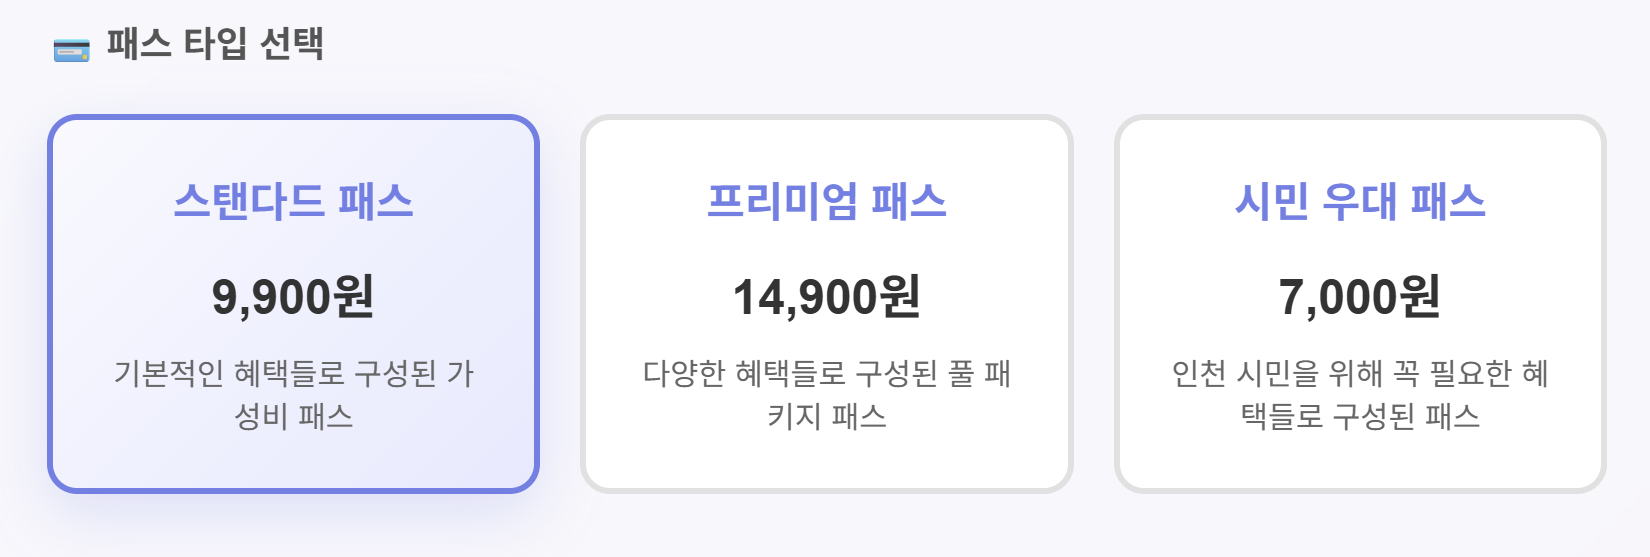 패스 타입 선택
스탠다드 패스
9,900원
기본적인 혜택들로 구성된 가
성비 패스
프리미엄 패스
14,900원
다양한 혜택들로 구성된 풀 패
키지 패스
시민 우대 패스
7,000원
인천 시민을 위해 꼭 필요한 혜
택들로 구성된 패스